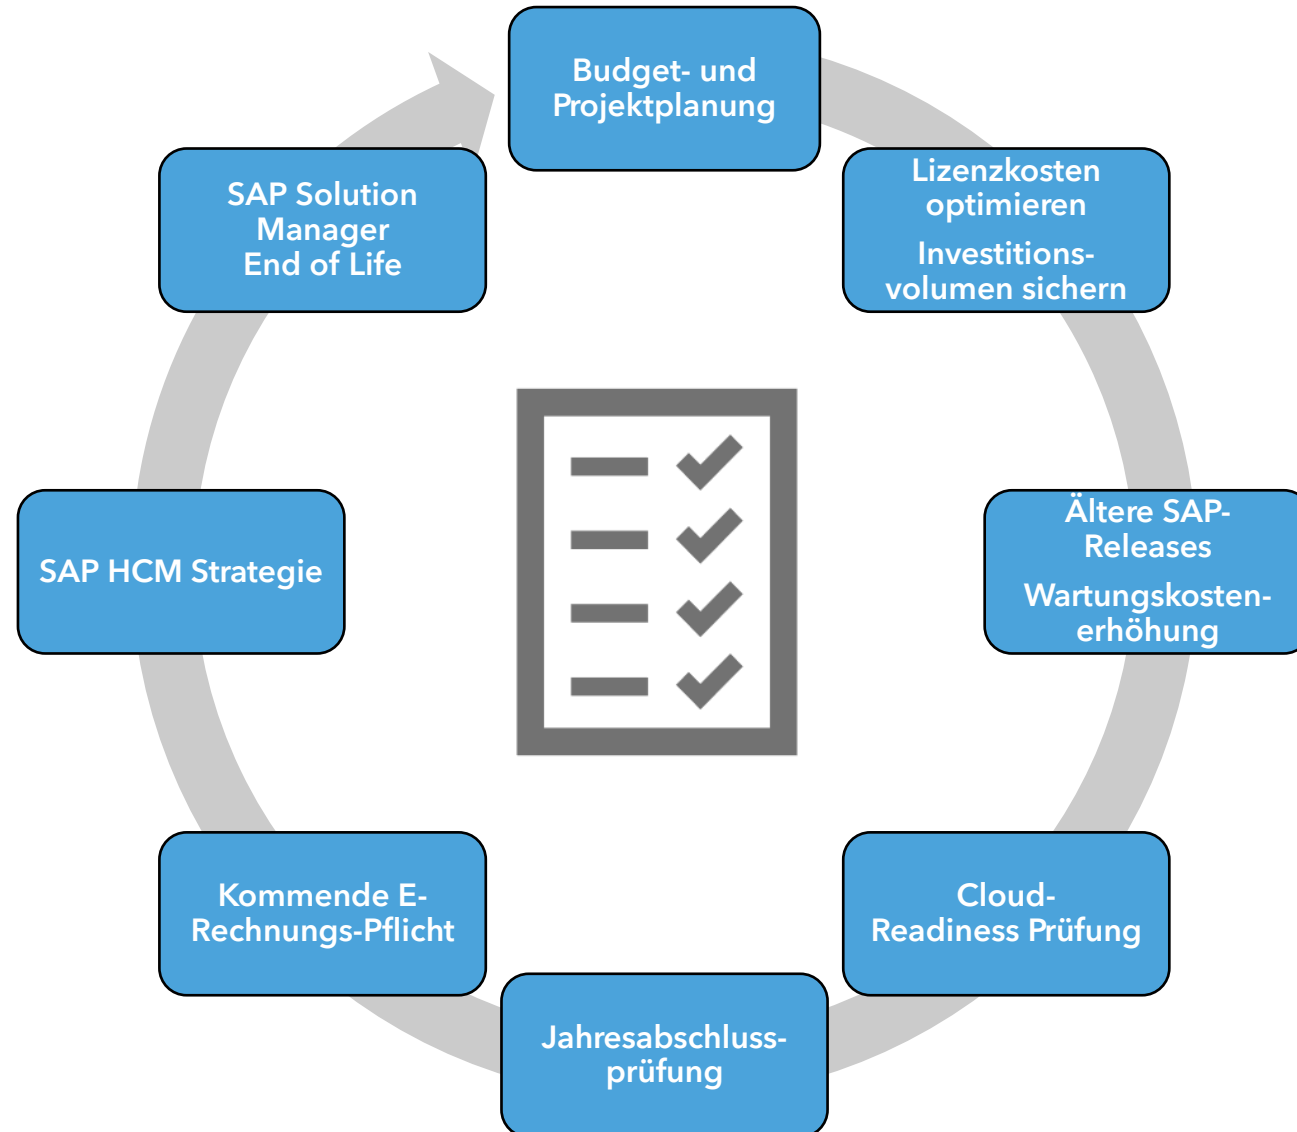 Budget- und
Projektplanung
Lizenzkosten
optimieren
Investitions-
volumen sichern
Ältere SAP-
Releases
Wartungskosten-
erhöhung
Cloud-
Readiness Prüfung
Jahresabschluss-
prüfung
Kommende E-
Rechnungs-Pflicht
SAP HCM Strategie
SAP Solution
Manager
End of Life